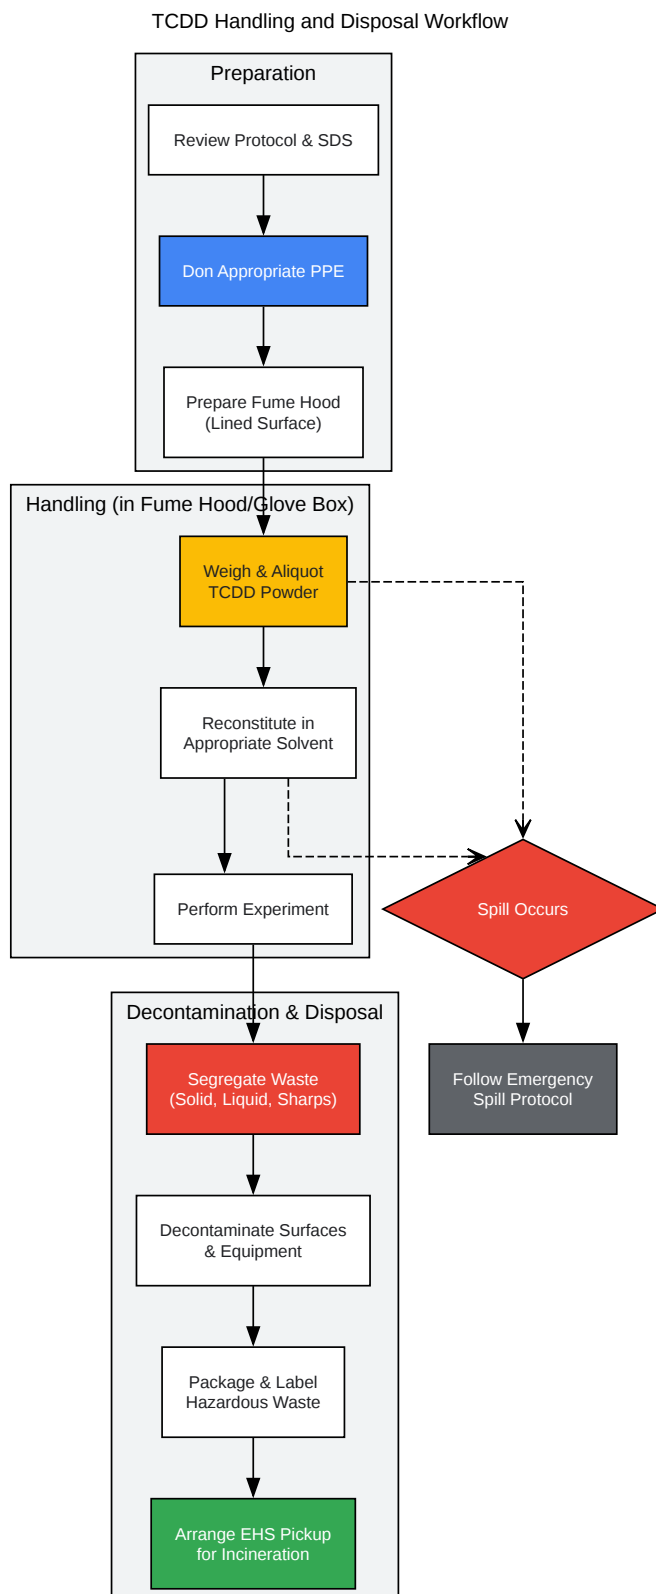 TCDD Handling and Disposal Workflow
Preparation
Review Protocol & SDS
Don Appropriate PPE
Prepare Fume Hood
(Lined Surface)
Handling (in Fume Hood/Glove Box)
Weigh & Aliquot
TCDD Powder
Reconstitute in
Appropriate Solvent
Perform Experiment
Spill Occurs
Decontamination & Disposal
Segregate Waste
(Solid, Liquid, Sharps)
Follow Emergency
Spill Protocol
Decontaminate Surfaces
& Equipment
Package & Label
Hazardous Waste
Arrange EHS Pickup
for Incineration